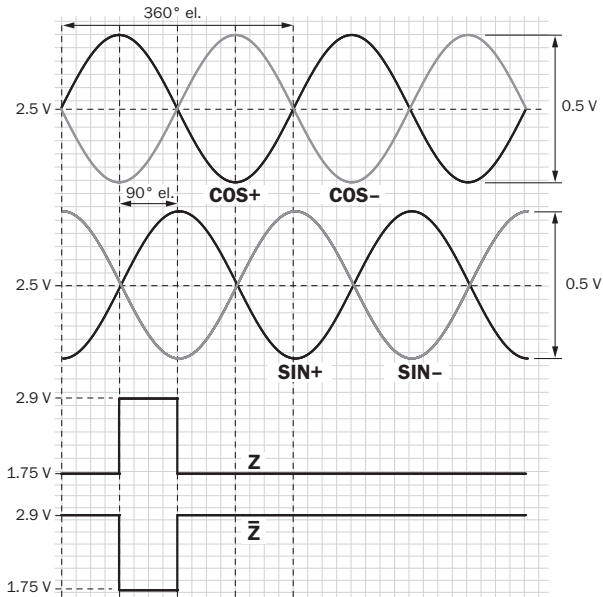 360° el.
2.5 V
0.5 V
COS+ COS–
90° el.
2.5 V
0.5 V
SIN+ SIN–
2.9 V
Z
1.75 V
2.9 V
Z̅
1.75 V